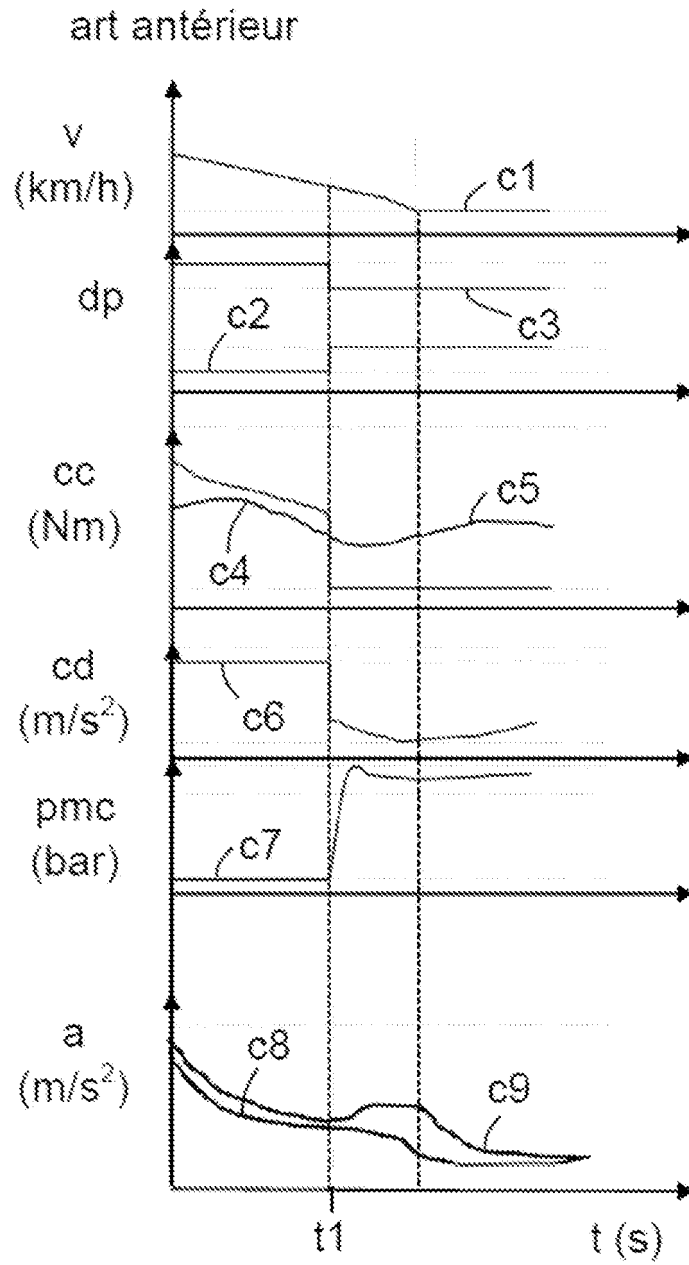 art antérieur
v
(km/h)
c1
dp
c2
c3
cc
(Nm)
c4
c5
cd
(m/s²)
c6
pmc
(bar)
c7
a
(m/s²)
c8
c9
t1
t (s)